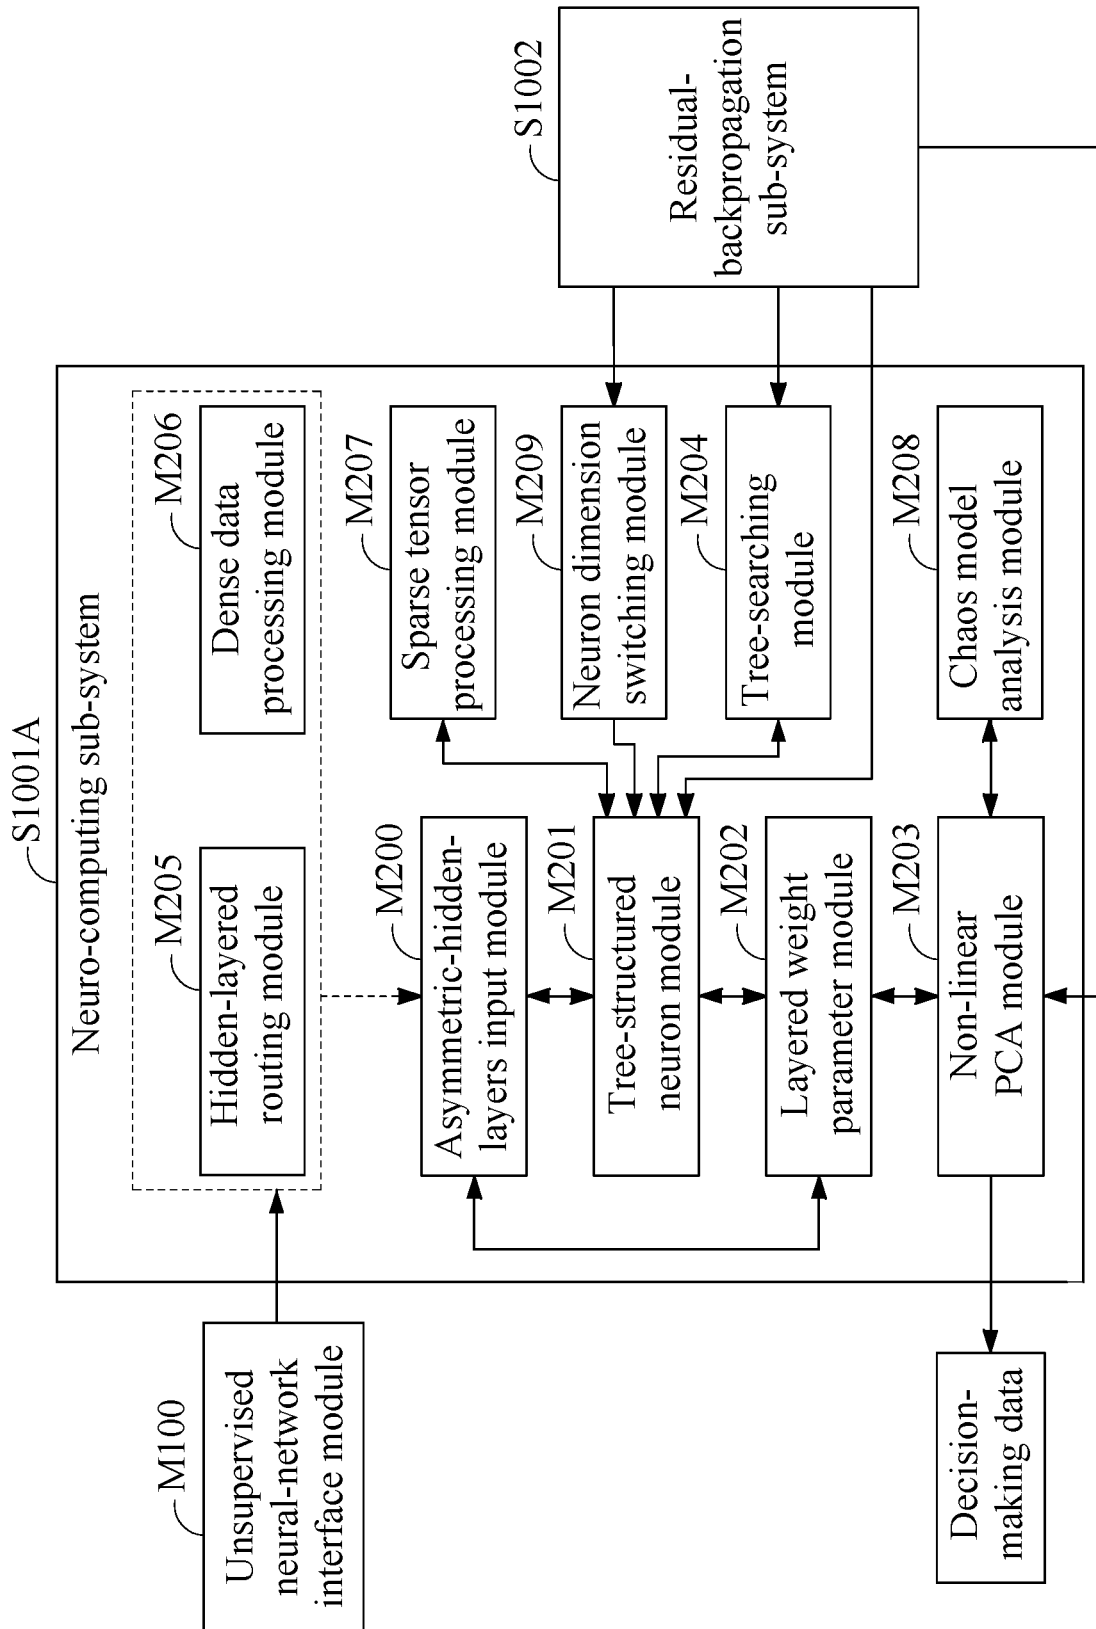 S1001A
Neuro-computing sub-system
M100
Unsupervised
neural-network
interface module
M205
Hidden-layered
routing module
M206
Dense data
processing module
M200
Asymetric-hidden-
layers input module
M207
Sparse tensor
processing module
M201
Tree-structured
neuron module
M209
Neuron dimension
switching module
M202
Layered weight
parameter module
M204
Tree-searching
module
M203
Non-linear
PCA module
M208
Chaos model
analysis module
S1002
Residual-
backpropagation
sub-system
Decision-
making data